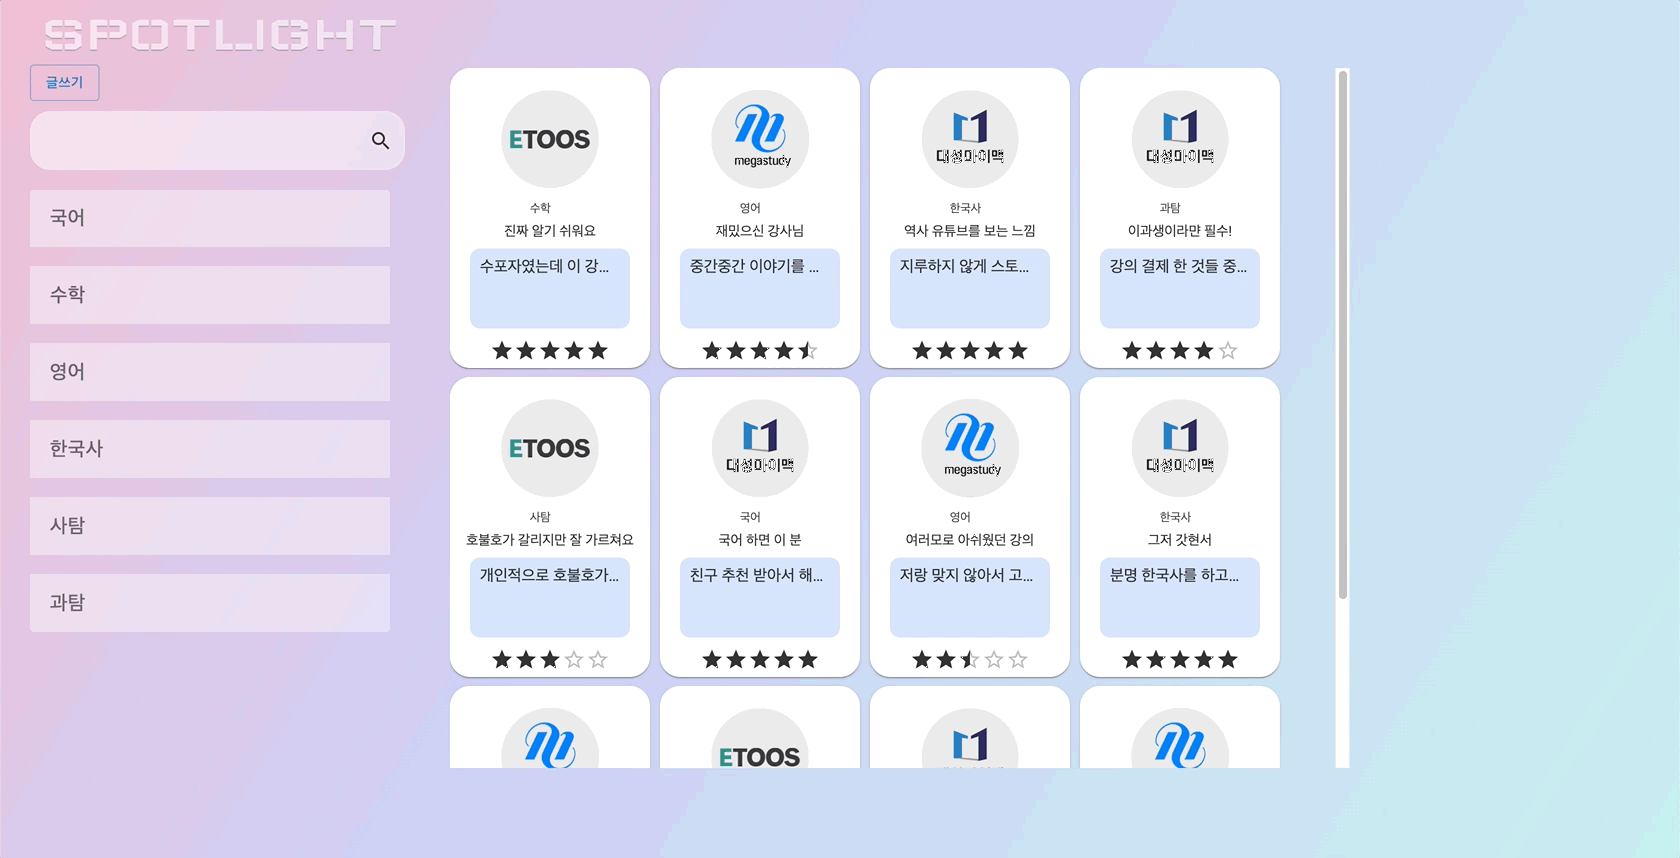 SPOTLIGHT
글쓰기
국어
수학
영어
한국사
사탐
과탐
ETOOS
수학
진짜 알기 쉬워요
수포자였는데 이 강...
megastudy
영어
재밌으신 강사님
중간중간 이야기를 ...
대성마이맥
한국사
역사 유튜브를 보는 느낌
지루하지 않게 스토...
대성마이맥
과탐
이과생이라먄 필수!
강의 결제 한 것들 중...
ETOOS
사탐
호불호가 갈리지만 잘 가르쳐요
개인적으로 호불호가...
대성마이맥
국어
국어 하면 이 분
친구 추천 받아서 해...
megastudy
영어
여러모로 아쉬웠던 강의
저랑 맞지 않아서 고...
대성마이맥
한국사
그저 갓현서
분명 한국사를 하고...
ETOOS